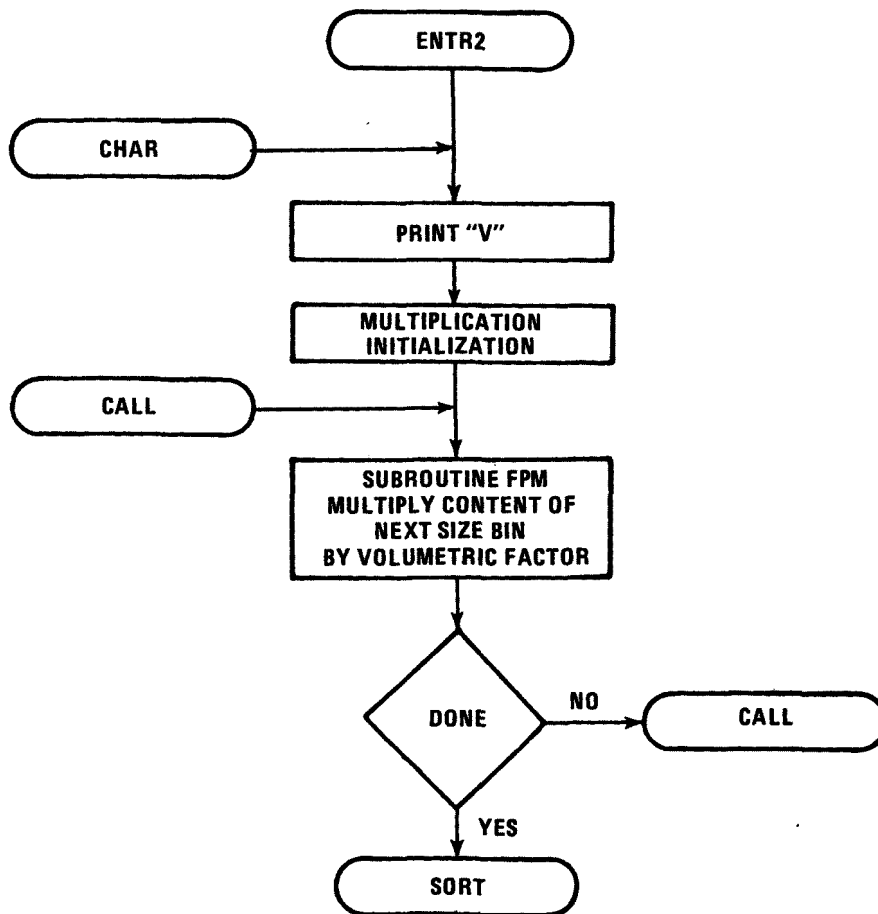 ENTR2
CHAR
PRINT “V”
MULTIPLICATION
INITIALIZATION
CALL
SUBROUTINE FPM
MULTIPLY CONTENT OF
NEXT SIZE BIN
BY VOLUMETRIC FACTOR
DONE
NO
CALL
YES
SORT